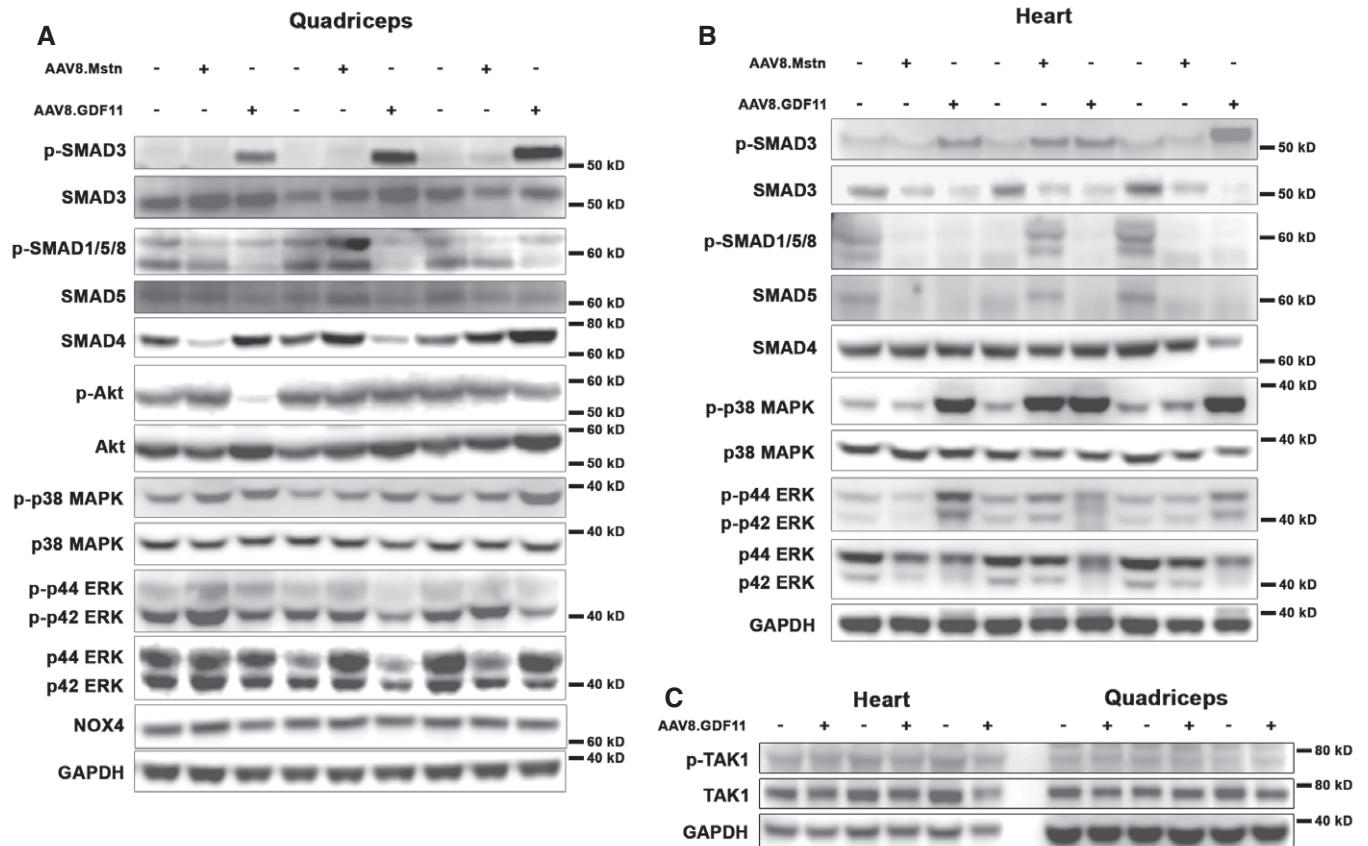 A
Quadriceps
AAV8.Mstn - + - - + - - + -
AAV8.GDF11 - - + - - + - - +
p-SMAD3 50 kD
SMAD3 50 kD
p-SMAD1/5/8 60 kD
SMAD5 60 kD
SMAD4 80 kD
60 kD
p-Akt 60 kD
50 kD
Akt 60 kD
50 kD
p-p38 MAPK 40 kD
p38 MAPK 40 kD
p-p44 ERK
p-p42 ERK 40 kD
p44 ERK
p42 ERK 40 kD
NOX4 60 kD
GAPDH 40 kD
B
Heart
AAV8.Mstn - + - - + - - + -
AAV8.GDF11 - - + - - + - - +
p-SMAD3 50 kD
SMAD3 50 kD
p-SMAD1/5/8 60 kD
SMAD5 60 kD
SMAD4 60 kD
p-p38 MAPK 40 kD
p38 MAPK 40 kD
p-p44 ERK
p-p42 ERK 40 kD
p44 ERK
p42 ERK 40 kD
GAPDH 40 kD
C
Heart Quadriceps
AAV8.GDF11 - + - + - + - + - + - +
p-TAK1 80 kD
TAK1 80 kD
GAPDH 40 kD